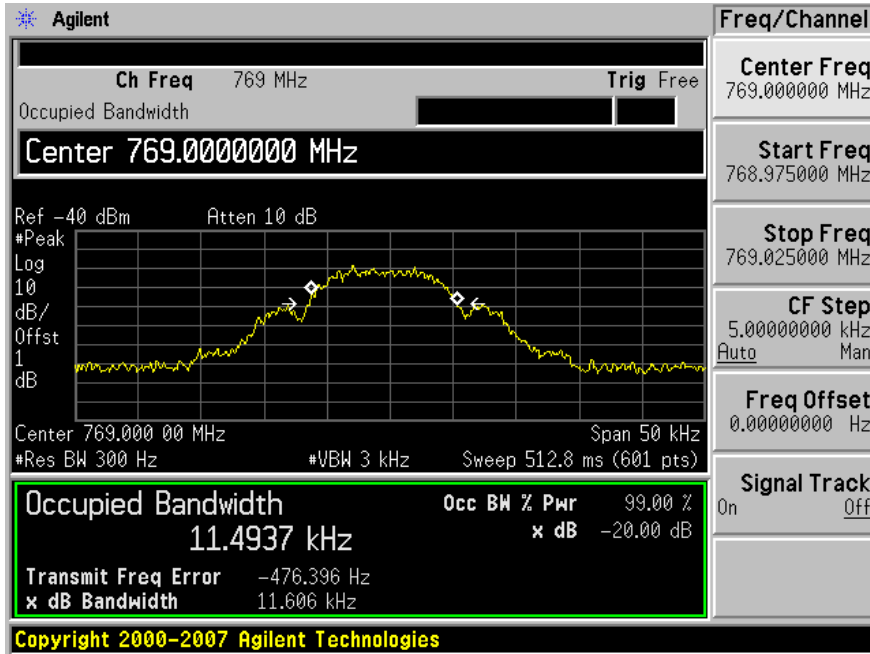 Agilent
Freq/Channel
Ch Freq 769 MHz Trig Free
Occupied Bandwidth
Center 769.0000000 MHz
Ref -40 dBm Atten 10 dB
#Peak
Log
10
dB/
Offst
1
dB
Center 769.000 00 MHz Span 50 kHz
#Res BW 300 Hz #VBW 3 kHz Sweep 512.8 ms (601 pts)
Occupied Bandwidth
11.4937 kHz
Occ BW % Pwr 99.00 %
x dB -20.00 dB
Transmit Freq Error -476.396 Hz
x dB Bandwidth 11.606 kHz
Copyright 2000-2007 Agilent Technologies
Center Freq
769.000000 MHz
Start Freq
768.975000 MHz
Stop Freq
769.025000 MHz
CF Step
5.00000000 kHz
Auto Man
Freq Offset
0.00000000 Hz
Signal Track
On Off